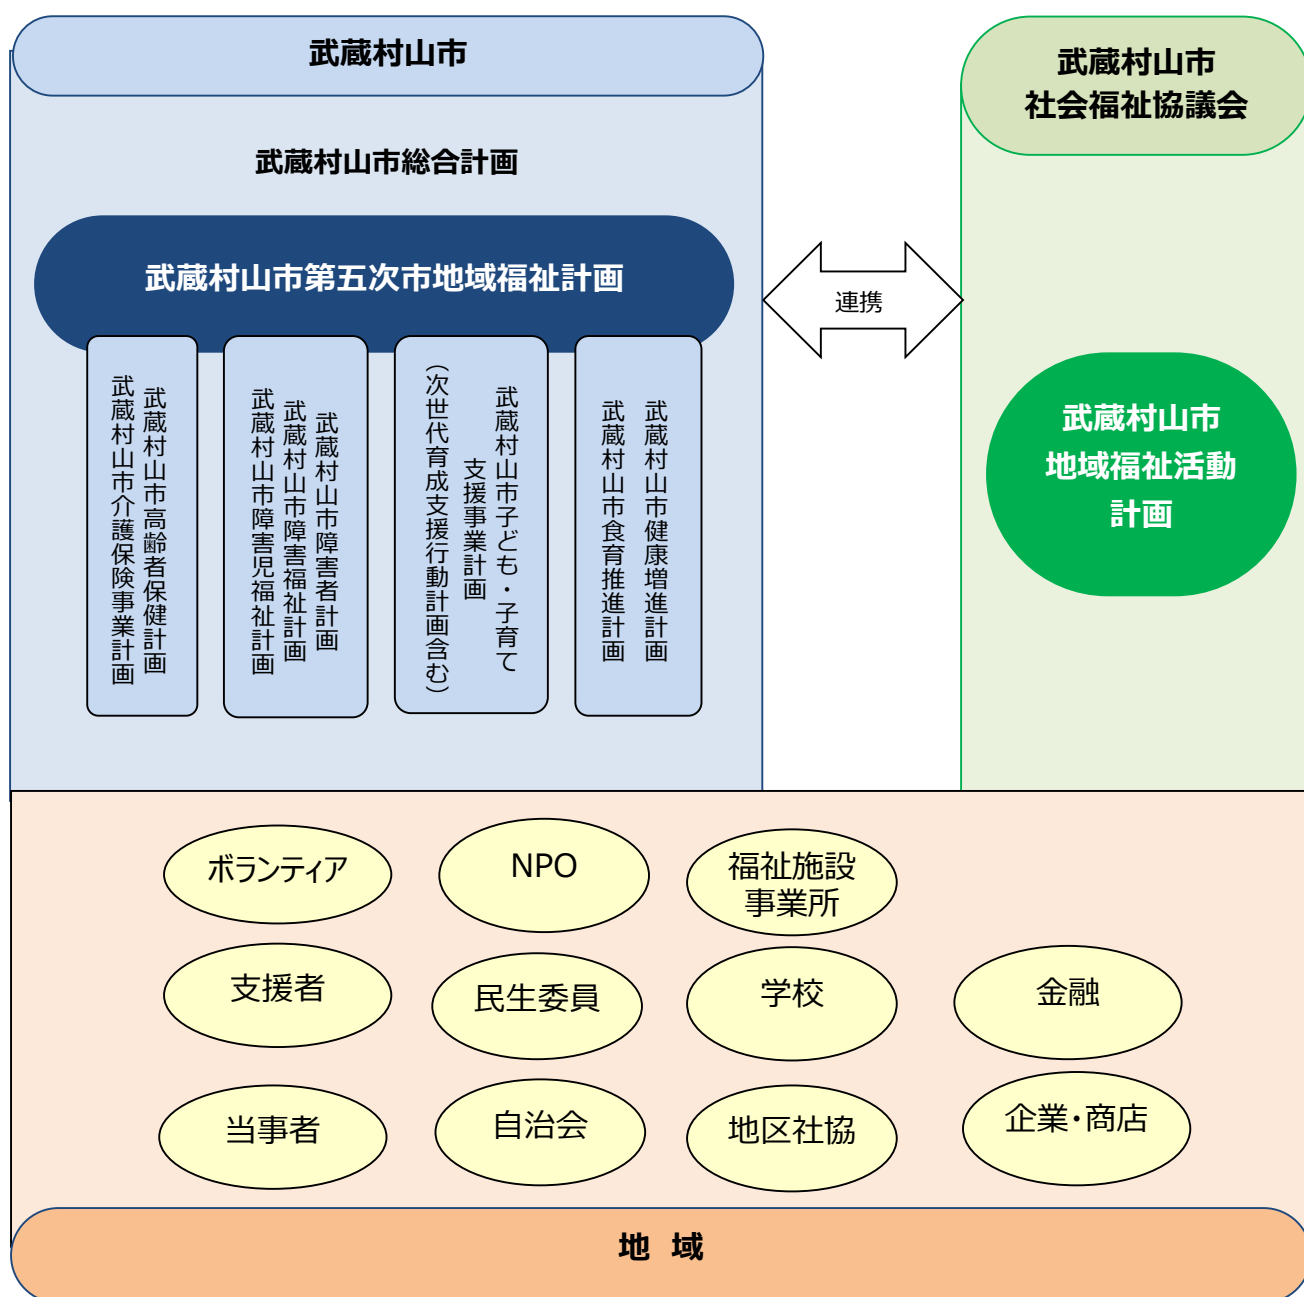 武蔵村山市
武蔵村山市総合計画
武蔵村山市第五次市地域福祉計画
武蔵村山市高齢者保健計画
武蔵村山市介護保険事業計画
武蔵村山市障害者計画
武蔵村山市障害福祉計画
武蔵村山市障害児福祉計画
武蔵村山市子ども・子育て
支援事業計画
（次世代育成支援行動計画含む）
武蔵村山市健康増進計画
武蔵村山市食育推進計画
連携
武蔵村山市
社会福祉協議会
武蔵村山市
地域福祉活動
計画
ボランティア
NPO
福祉施設
事業所
支援者
民生委員
学校
金融
当事者
自治会
地区社協
企業・商店
地 域